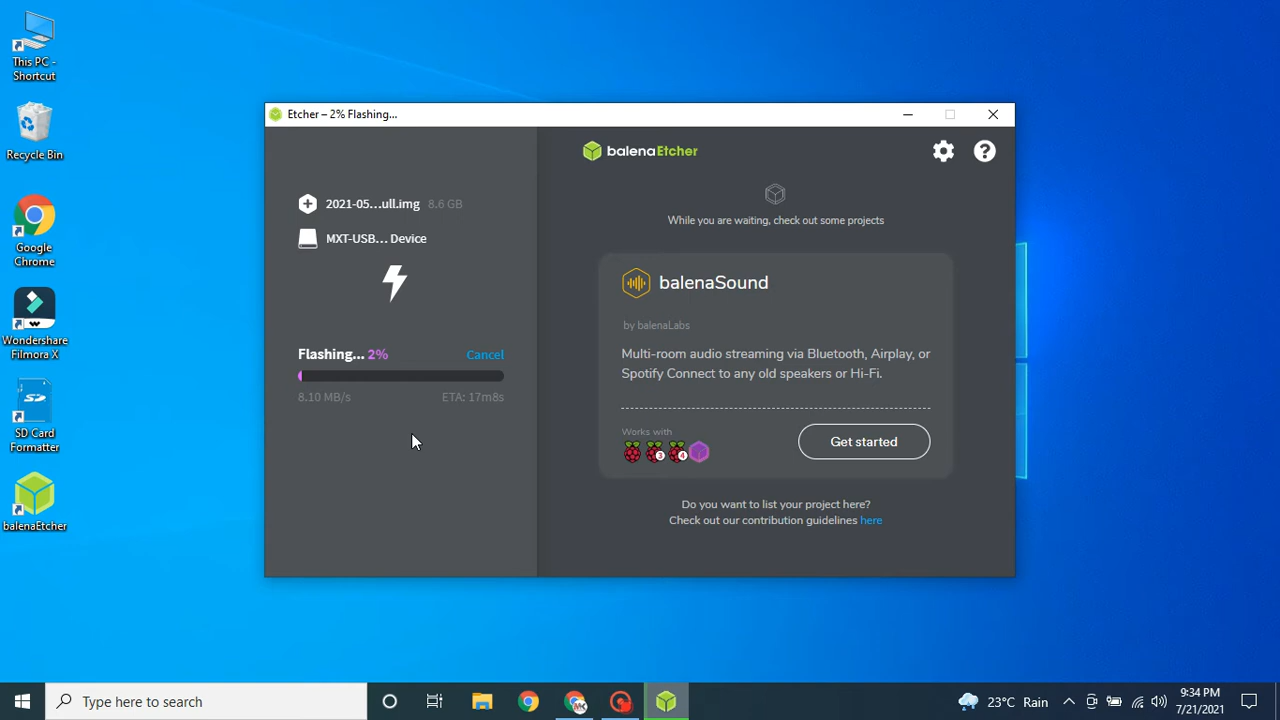 This PC -
Shortcut
Recycle Bin
Google
Chrome
Wondershare
Filmora X
SD
SD Card
Formatter
balenaEtcher
Etcher – 2% Flashing...
2021-05...ull.img 8.6 GB
MXT-USB... Device
Flashing... 2% Cancel
8.10 MB/s ETA: 17m8s
balenaEtcher
While you are waiting, check out some projects
balenaSound
by balenaLabs
Multi-room audio streaming via Bluetooth, Airplay, or
Spotify Connect to any old speakers or Hi-Fi.
Works with
3 4
Get started
Do you want to list your project here?
Check out our contribution guidelines here
Type here to search
MK
23°C Rain
9:34 PM
7/21/2021